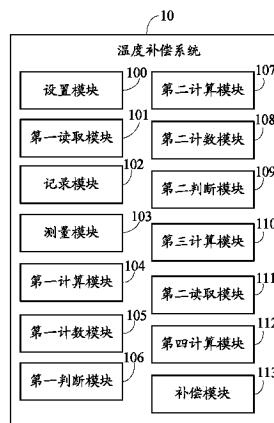 10
温度补偿系统
设置模块
100
第一读取模块
101
记录模块
102
测量模块
103
第一计算模块
104
第一计数模块
105
第一判断模块
106
第二计算模块
107
第二计数模块
108
第二判断模块
109
第三计算模块
110
第二读取模块
111
第四计算模块
112
补偿模块
113